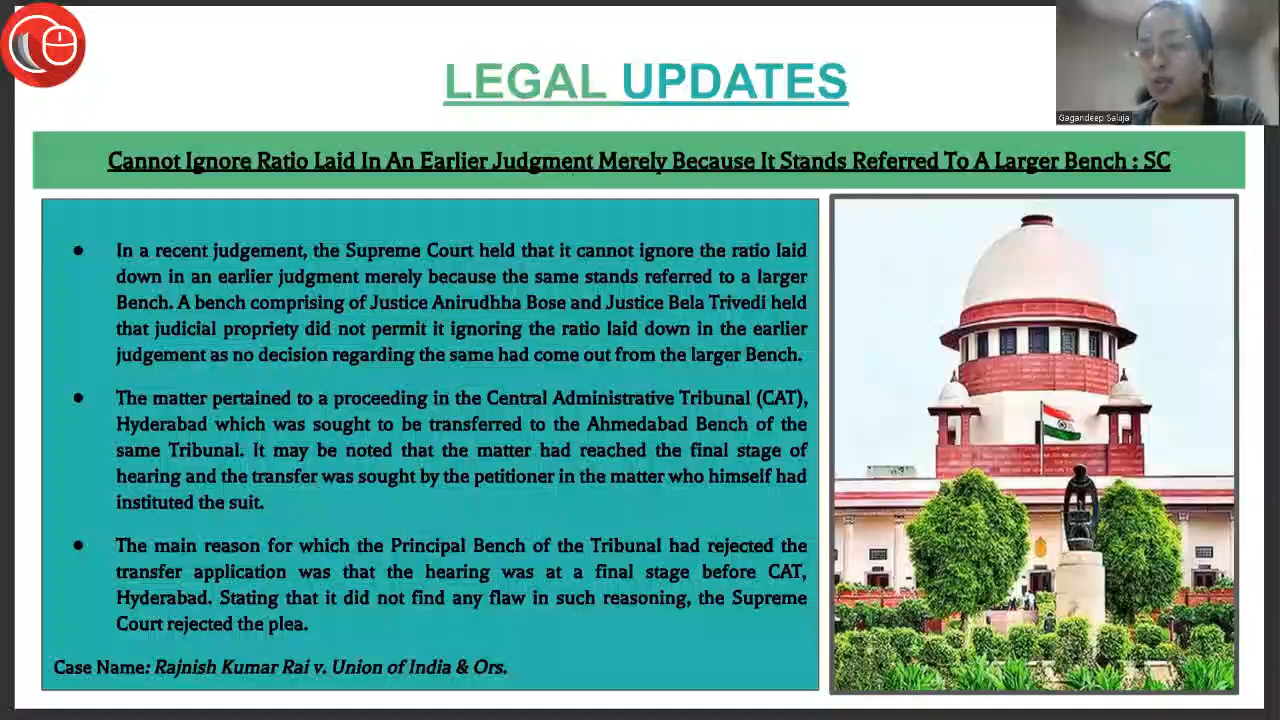 LEGAL UPDATES
Gagandeep Saluja
Cannot Ignore Ratio Laid In An Earlier Judgment Merely Because It Stands Referred To A Larger Bench : SC
● In a recent judgement, the Supreme Court held that it cannot ignore the ratio laid
down in an earlier judgment merely because the same stands referred to a larger
Bench. A bench comprising of Justice Anirudhha Bose and Justice Bela Trivedi held
that judicial propriety did not permit it ignoring the ratio laid down in the earlier
judgement as no decision regarding the same had come out from the larger Bench.
● The matter pertained to a proceeding in the Central Administrative Tribunal (CAT),
Hyderabad which was sought to be transferred to the Ahmedabad Bench of the
same Tribunal. It may be noted that the matter had reached the final stage of
hearing and the transfer was sought by the petitioner in the matter who himself had
instituted the suit.
● The main reason for which the Principal Bench of the Tribunal had rejected the
transfer application was that the hearing was at a final stage before CAT,
Hyderabad. Stating that it did not find any flaw in such reasoning, the Supreme
Court rejected the plea.
Case Name: Rajnish Kumar Rai v. Union of India & Ors.